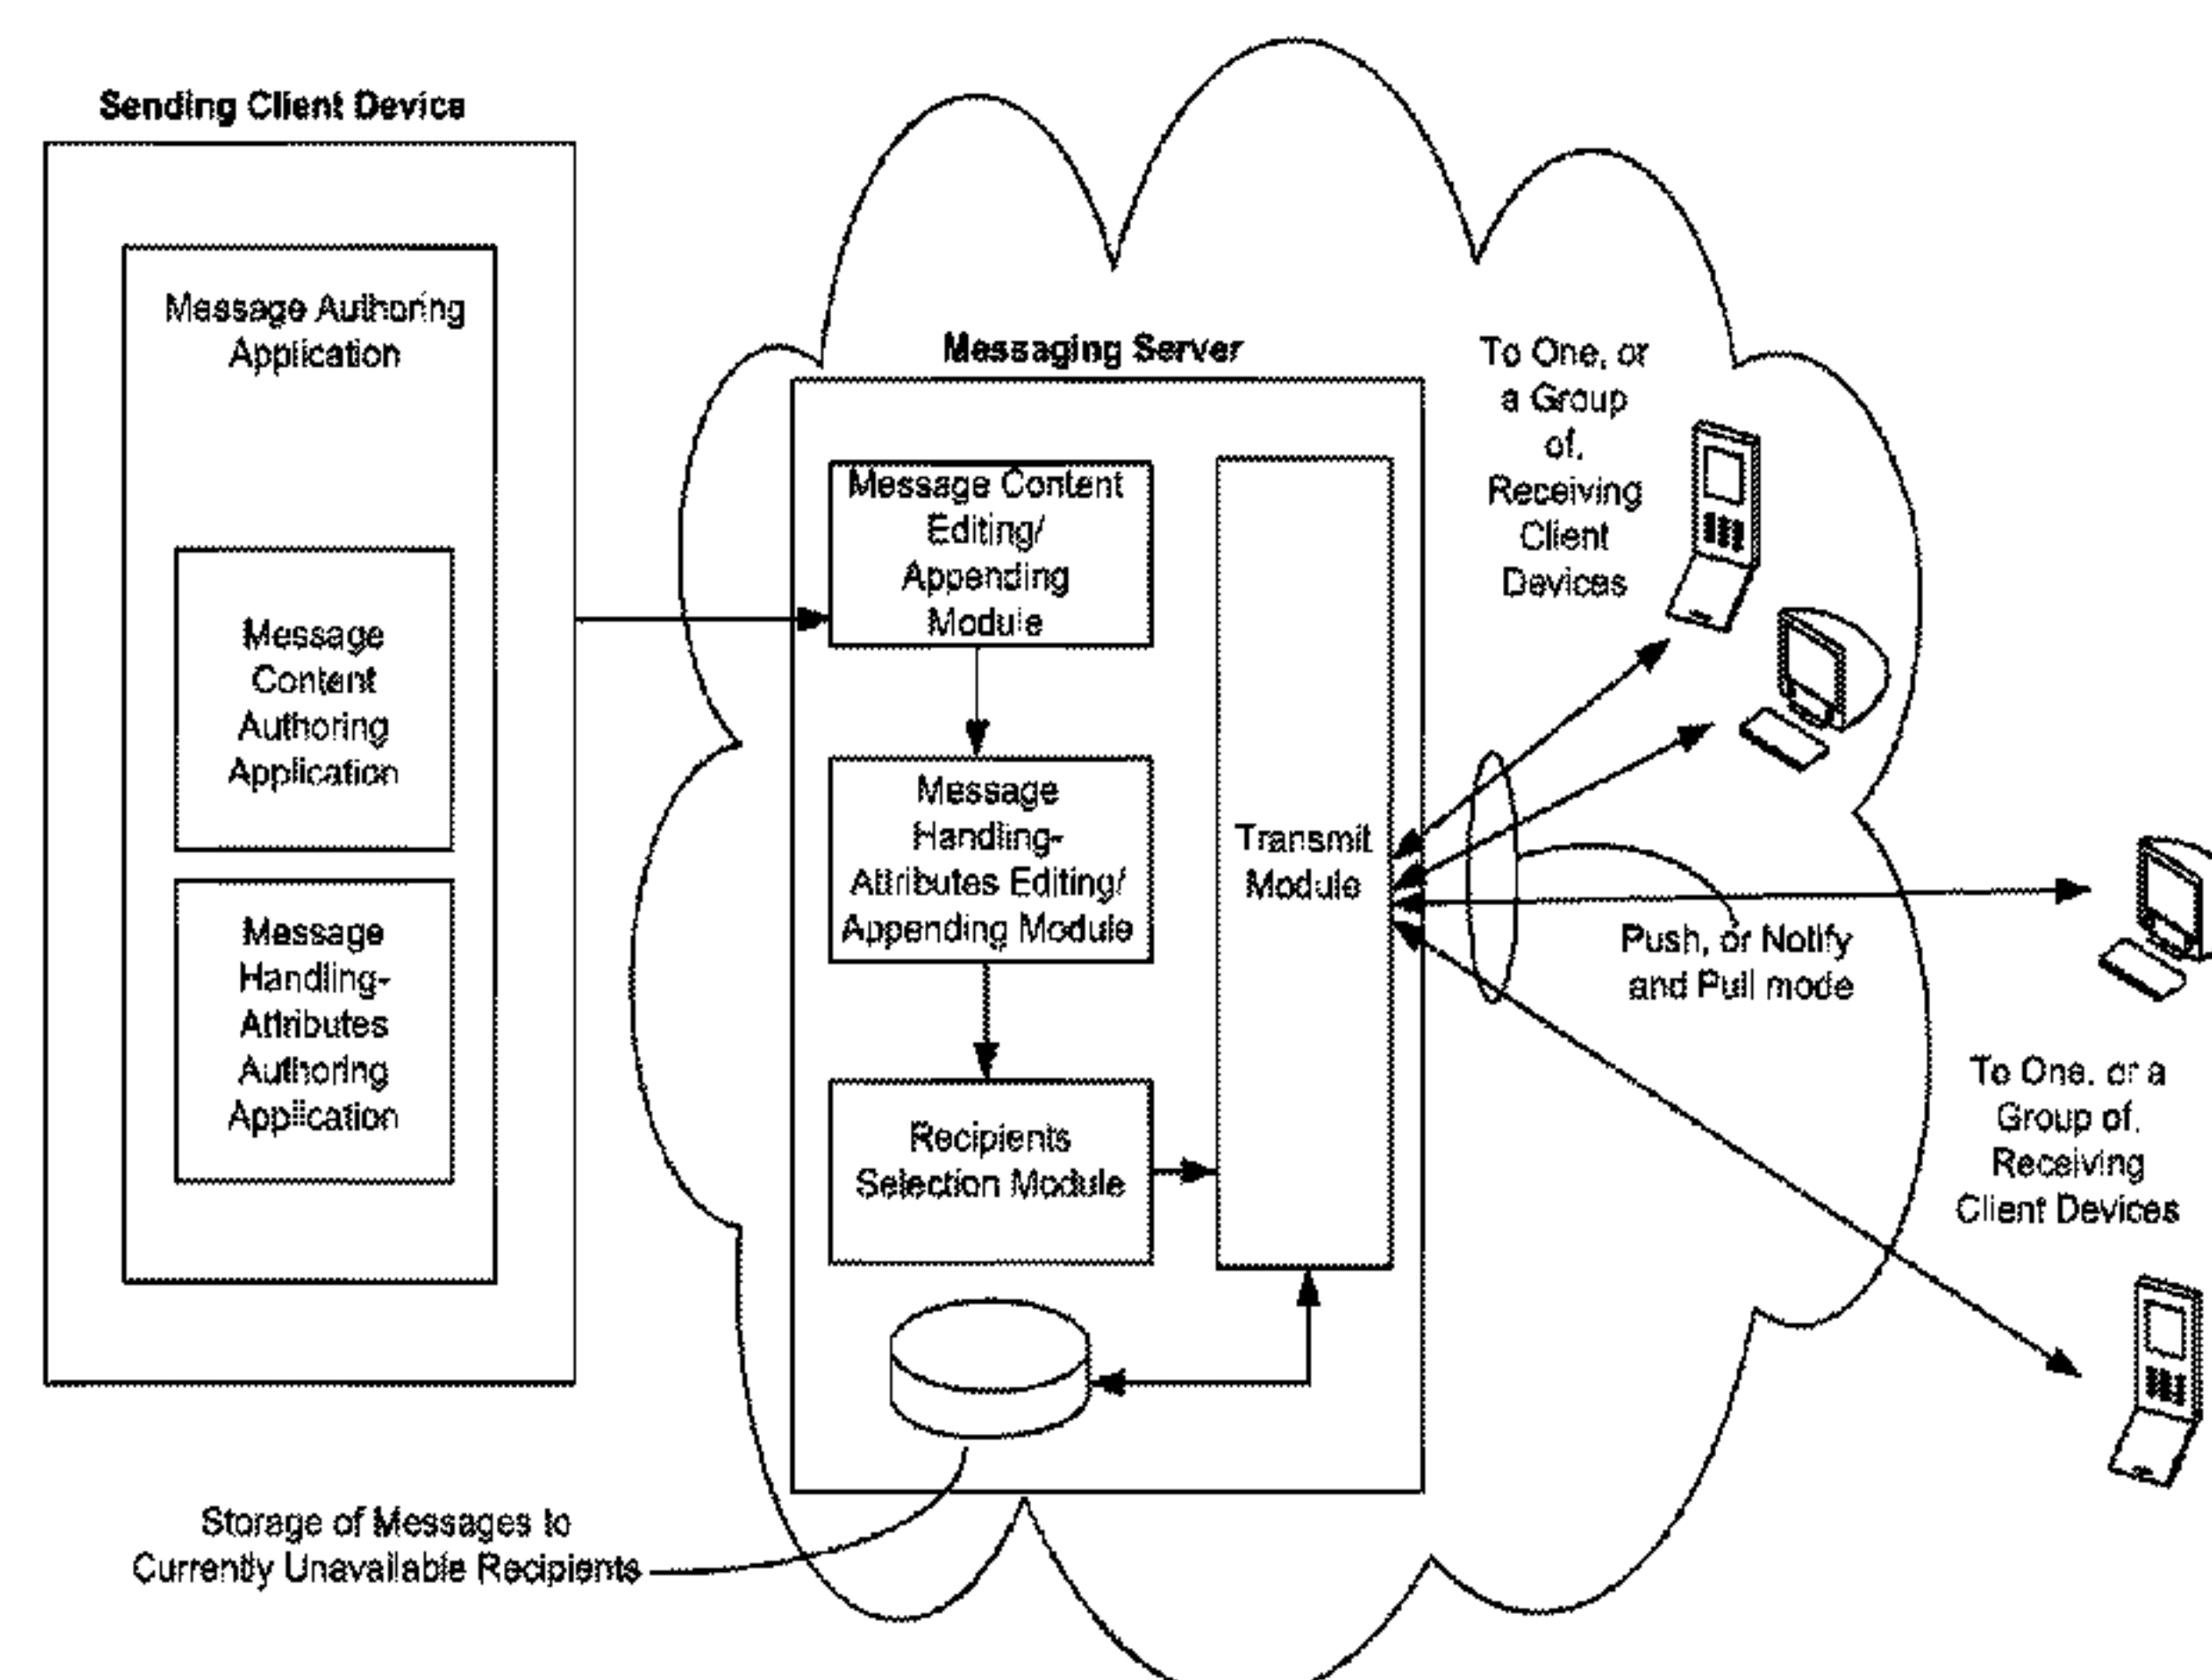 Sending Client Device
Message Authoring
Application
Message
Content
Authoring
Application
Message
Handling-
Attributes
Authoring
Application
Messaging Server
Message Content
Editing/
Appending
Module
Message
Handling-
Attributes Editing/
Appending Module
Recipients
Selection Module
Transmit
Module
Storage of Messages to
Currently Unavailable Recipients
To One, or
a Group
of,
Receiving
Client
Devices
Push, or Notify
and Pull mode
To One, or a
Group of,
Receiving
Client Devices